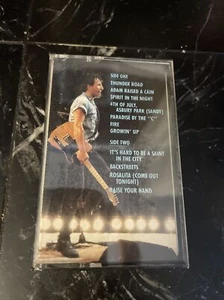 SIDE ONE
THUNDER ROAD
ADAM RAISED A CAIN
SPIRIT IN THE NIGHT
4TH OF JULY,
ASBURY PARK (SANDY)
PARADISE BY THE "C"
FIRE
GROWIN' UP
SIDE TWO
IT'S HARD TO BE A SAINT
IN THE CITY
BACKSTREETS
ROSALITA (COME OUT
TONIGHT)
RAISE YOUR HAND